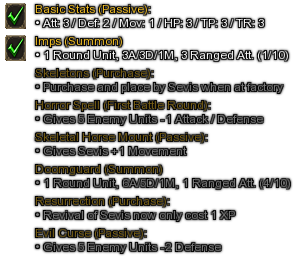 Basic Stats (Passive):
• Att: 3 / Def: 2 / Mov: 1 / HP: 3 / TP: 3 / TR: 3
Imps (Summon)
• 1 Round Unit, 3A/3D/1M, 3 Ranged Att. (1/10)
Skeletons (Purchase):
• Purchase and place by Sevis when at factory
Horror Spell (First Battle Round):
• Gives 5 Enemy Units -1 Attack / Defense
Skeletal Horse Mount (Passive):
• Gives Sevis +1 Movement
Doomguard (Summon)
• 1 Round Unit, 6A/6D/1M, 1 Ranged Att. (4/10)
Resurrection (Purchase):
• Revival of Sevis now only cost 1 XP
Evil Curse (Passive):
• Gives 5 Enemy Units -2 Defense